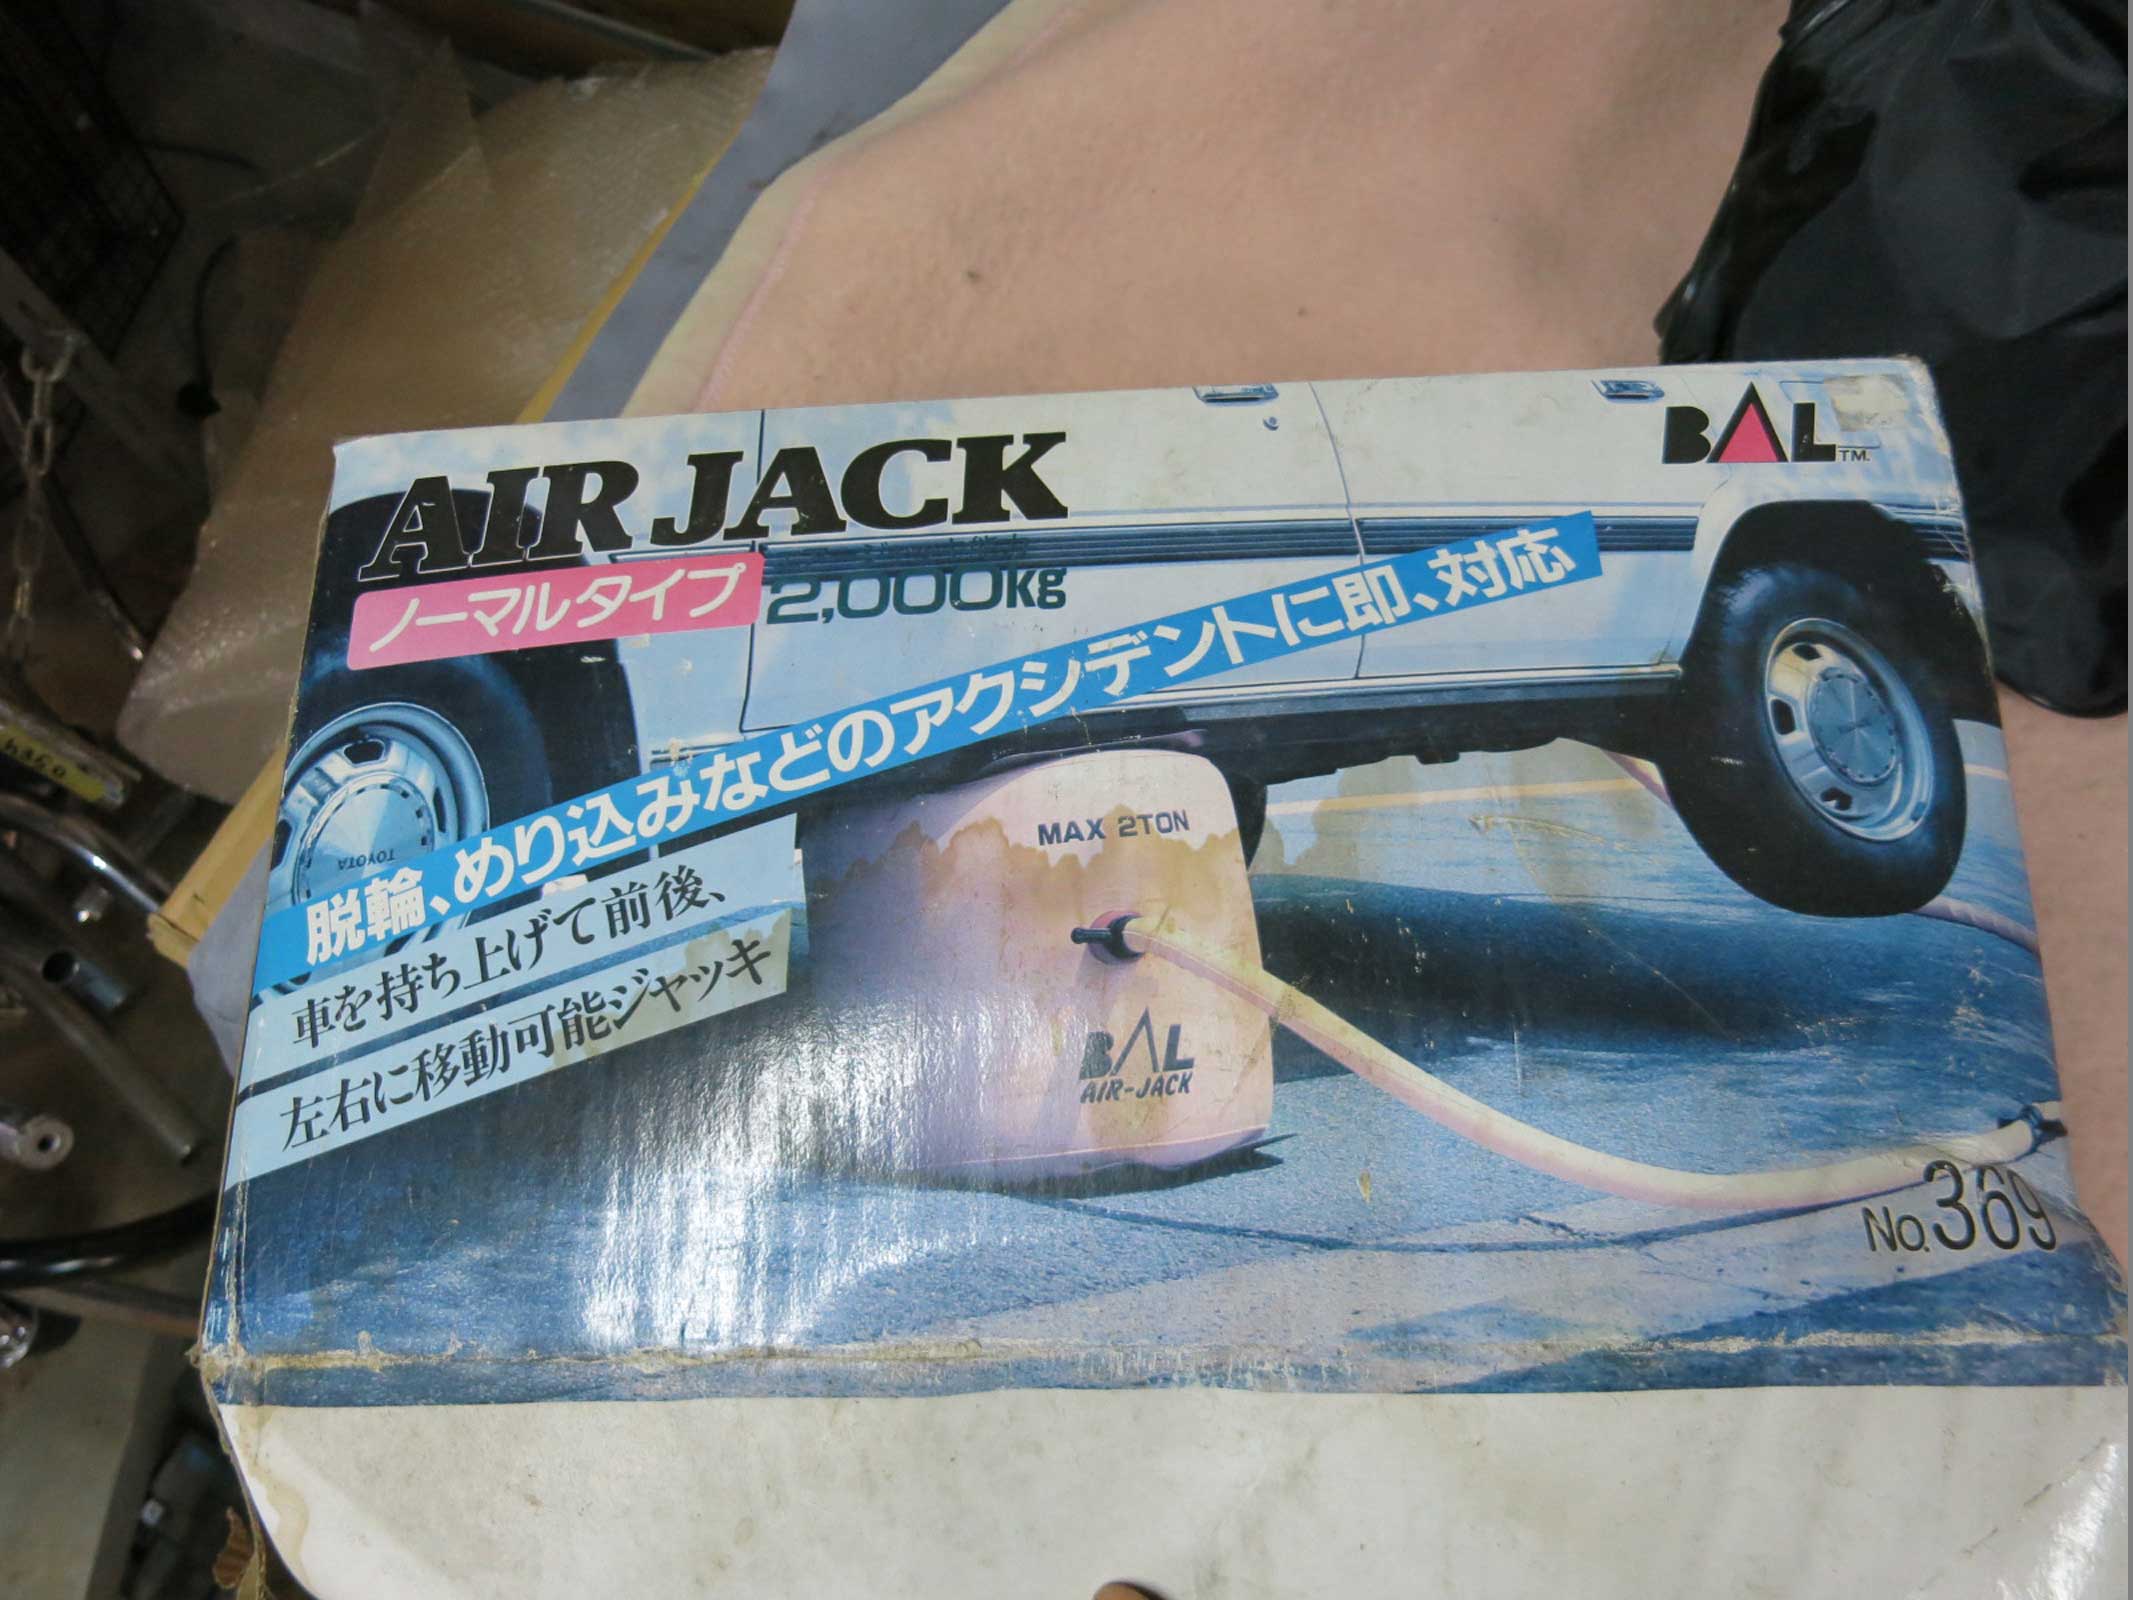 AIR JACK
BAL TM.
ノーマルタイプ
2,000kg
脱輪、めり込みなどのアクシデントに即、対応
車を持ち上げて前後、
左右に移動可能ジャッキ
TOYOTA
MAX 2TON
BAL
AIR-JACK
No.369